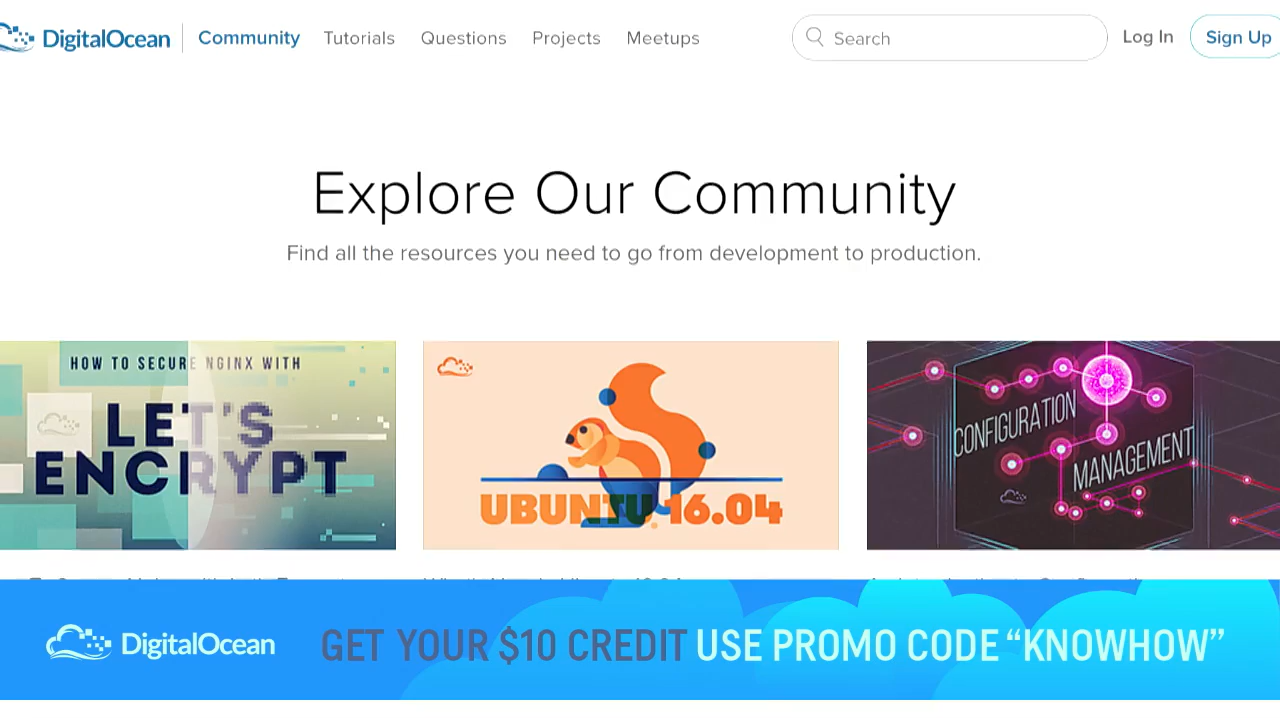 DigitalOcean Community Tutorials Questions Projects Meetups Search Log In Sign Up
Explore Our Community
Find all the resources you need to go from development to production.
HOW TO SECURE NGINX WITH
LET'S
ENCRYPT
UBUNTU 16.04
CONFIGURATION
MANAGEMENT
DigitalOcean GET YOUR $10 CREDIT USE PROMO CODE “KNOWHOW”